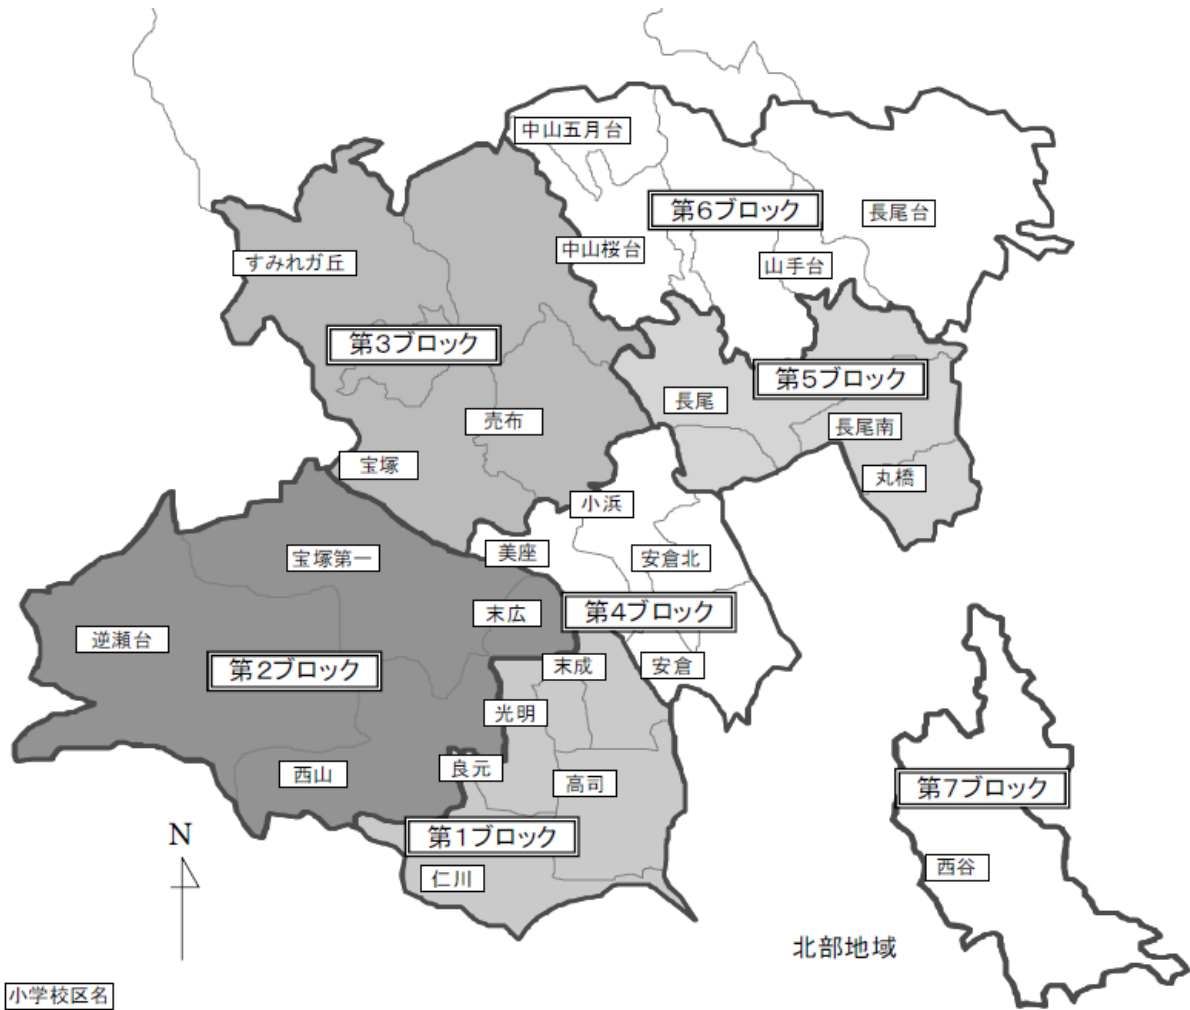 中山五月台
第6ブロック
長尾台
中山桜台
山手台
すみれガ丘
第3ブロック
第5ブロック
長尾
売布
長尾南
宝塚
丸橋
小浜
美座
宝塚第一
安倉北
末広
第4ブロック
逆瀬台
第2ブロック
末成
安倉
光明
西山
良元
高司
第7ブロック
第1ブロック
N
仁川
西谷
北部地域
小学校区名